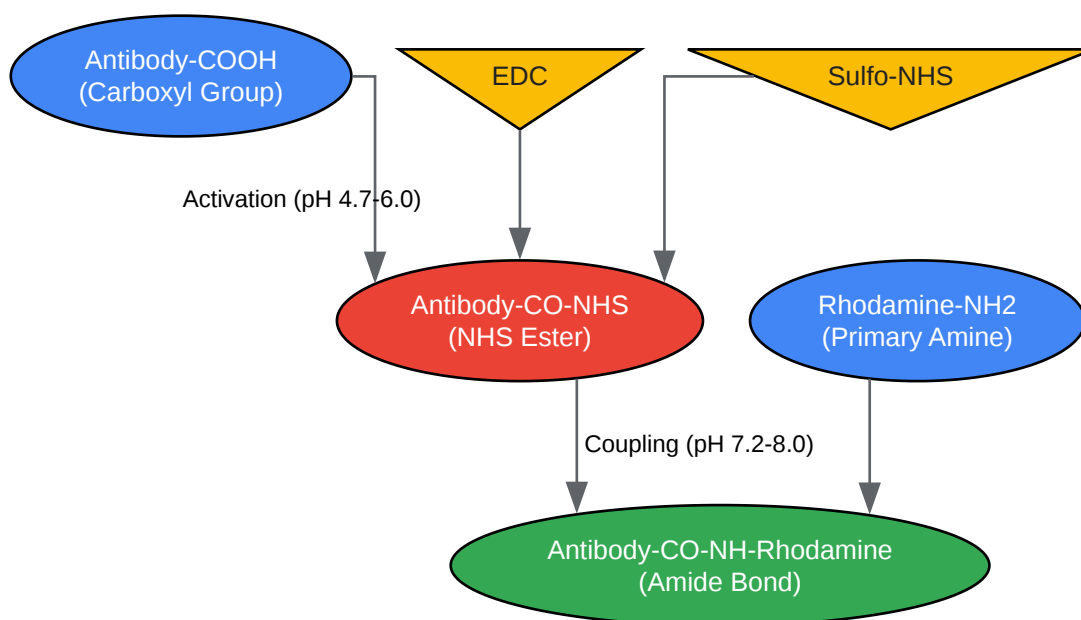 Antibody-COOH
(Carboxyl Group)
EDC
Sulfo-NHS
Activation (pH 4.7-6.0)
Antibody-CO-NHS
(NHS Ester)
Rhodamine-NH2
(Primary Amine)
Coupling (pH 7.2-8.0)
Antibody-CO-NH-Rhodamine
(Amide Bond)